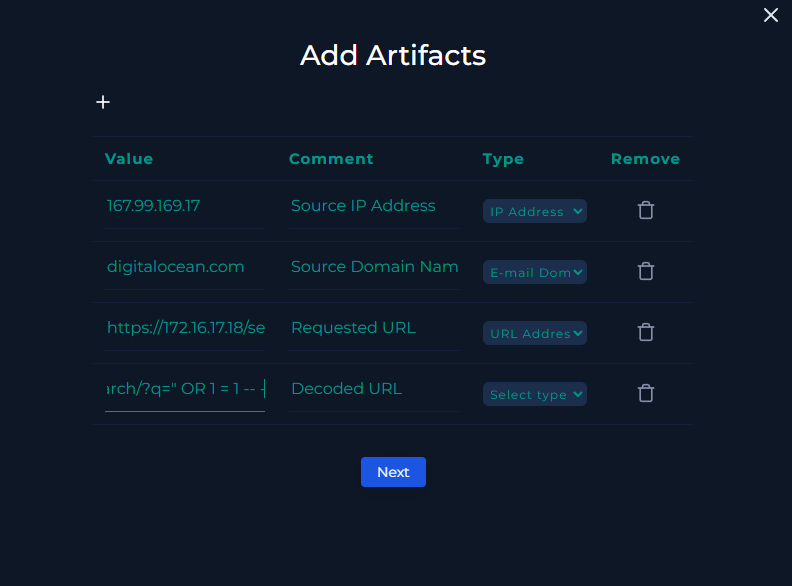 Add Artifacts
+
Value Comment Type Remove
167.99.169.17 Source IP Address IP Address
digitalocean.com Source Domain Nam E-mail Dom
https://172.16.17.18/se Requested URL URL Addres
arch/?q=" OR 1 = 1 -- - Decoded URL Select type
Next